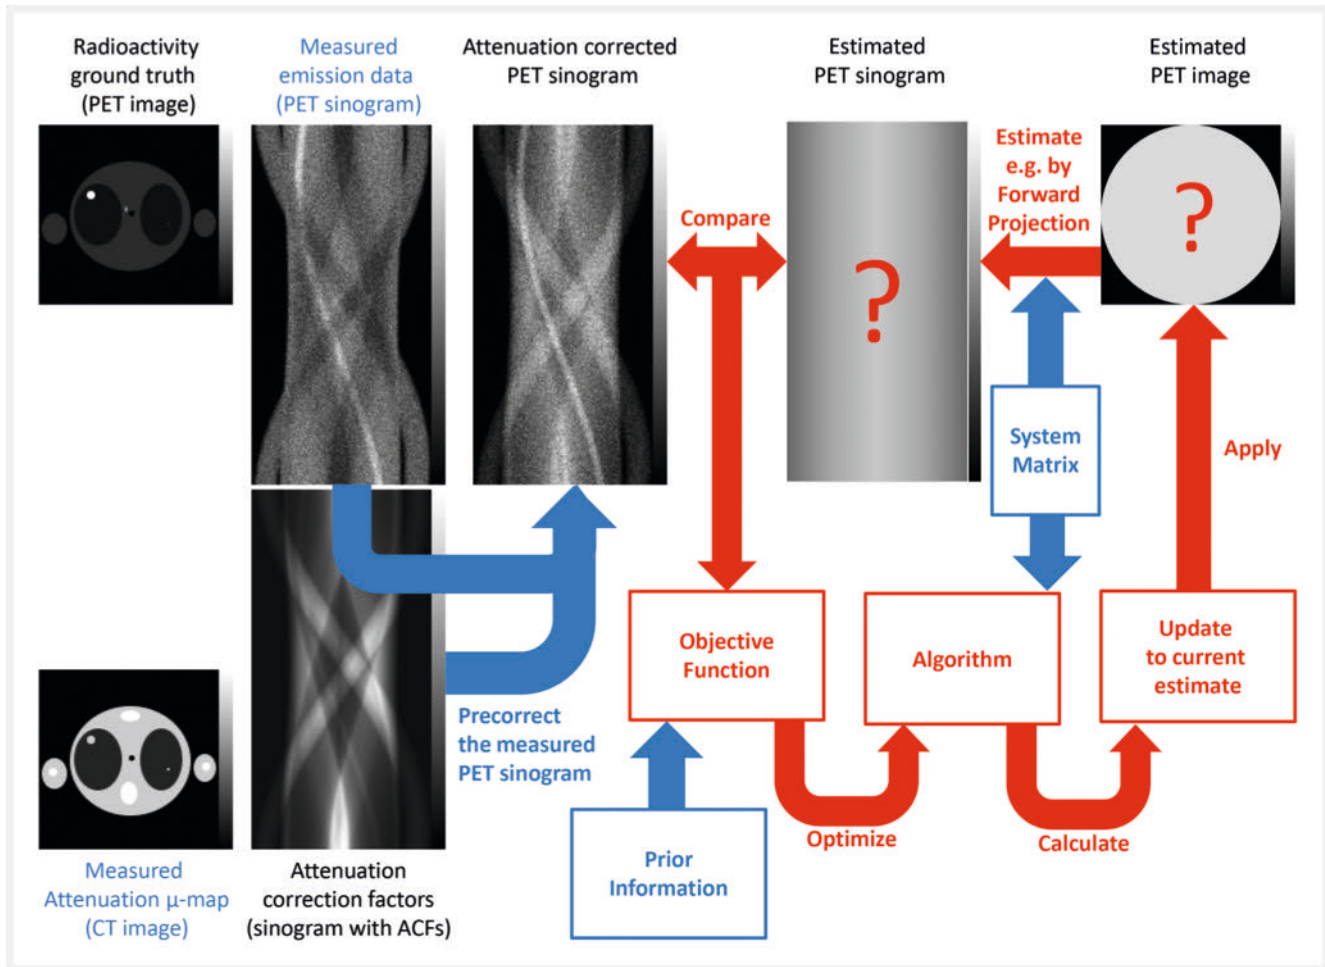 Radioactivity
ground truth
(PET image)
Measured
emission data
(PET sinogram)
Attenuation corrected
PET sinogram
Estimated
PET sinogram
Estimated
PET image
Compare
Estimate
e.g. by
Forward
Projection
?
?
System
Matrix
Apply
Objective
Function
Algorithm
Update
to current
estimate
Precorrect
the measured
PET sinogram
Optimize
Calculate
Prior
Information
Measured
Attenuation μ-map
(CT image)
Attenuation
correction factors
(sinogram with ACFs)